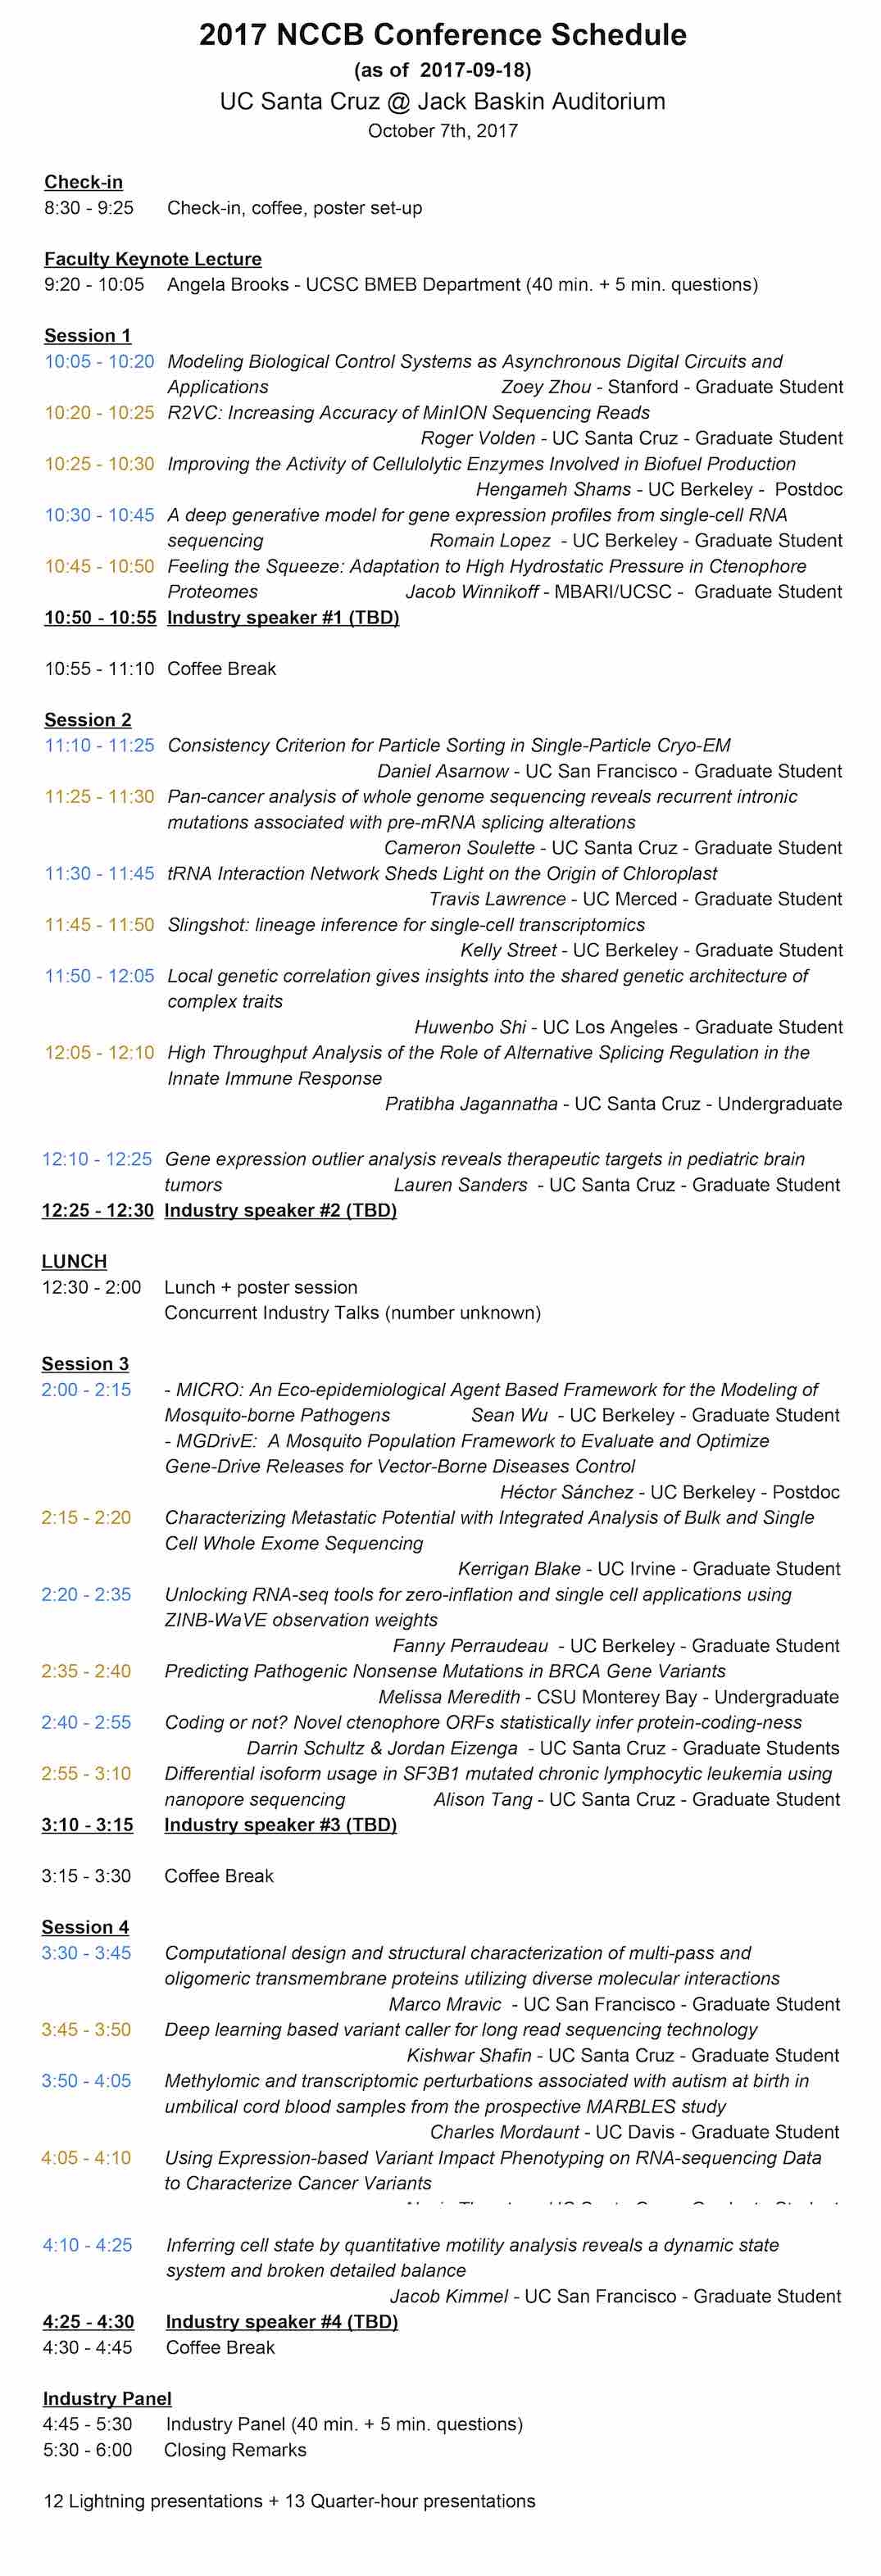 2017 NCCB Conference Schedule
(as of 2017-09-18)
UC Santa Cruz @ Jack Baskin Auditorium
October 7th, 2017
Check-in
8:30 - 9:25 Check-in, coffee, poster set-up
Faculty Keynote Lecture
9:20 - 10:05 Angela Brooks - UCSC BMEB Department (40 min. + 5 min. questions)
Session 1
10:05 - 10:20 Modeling Biological Control Systems as Asynchronous Digital Circuits and
Applications Zoey Zhou - Stanford - Graduate Student
10:20 - 10:25 R2VC: Increasing Accuracy of MinION Sequencing Reads
Roger Volden - UC Santa Cruz - Graduate Student
10:25 - 10:30 Improving the Activity of Cellulolytic Enzymes Involved in Biofuel Production
Hengameh Shams - UC Berkeley - Postdoc
10:30 - 10:45 A deep generative model for gene expression profiles from single-cell RNA
sequencing Romain Lopez - UC Berkeley - Graduate Student
10:45 - 10:50 Feeling the Squeeze: Adaptation to High Hydrostatic Pressure in Ctenophore
Proteomes Jacob Winnikoff - MBARI/UCSC - Graduate Student
10:50 - 10:55 Industry speaker #1 (TBD)
10:55 - 11:10 Coffee Break
Session 2
11:10 - 11:25 Consistency Criterion for Particle Sorting in Single-Particle Cryo-EM
Daniel Asarnow - UC San Francisco - Graduate Student
11:25 - 11:30 Pan-cancer analysis of whole genome sequencing reveals recurrent intronic
mutations associated with pre-mRNA splicing alterations
Cameron Soulette - UC Santa Cruz - Graduate Student
11:30 - 11:45 tRNA Interaction Network Sheds Light on the Origin of Chloroplast
Travis Lawrence - UC Merced - Graduate Student
11:45 - 11:50 Slingshot: lineage inference for single-cell transcriptomics
Kelly Street - UC Berkeley - Graduate Student
11:50 - 12:05 Local genetic correlation gives insights into the shared genetic architecture of
complex traits
Huwenbo Shi - UC Los Angeles - Graduate Student
12:05 - 12:10 High Throughput Analysis of the Role of Alternative Splicing Regulation in the
Innate Immune Response
Pratibha Jagannatha - UC Santa Cruz - Undergraduate
12:10 - 12:25 Gene expression outlier analysis reveals therapeutic targets in pediatric brain
tumors Lauren Sanders - UC Santa Cruz - Graduate Student
12:25 - 12:30 Industry speaker #2 (TBD)
LUNCH
12:30 - 2:00 Lunch + poster session
Concurrent Industry Talks (number unknown)
Session 3
2:00 - 2:15 - MICRO: An Eco-epidemiological Agent Based Framework for the Modeling of
Mosquito-borne Pathogens Sean Wu - UC Berkeley - Graduate Student
- MGDrivE: A Mosquito Population Framework to Evaluate and Optimize
Gene-Drive Releases for Vector-Borne Diseases Control
Héctor Sánchez - UC Berkeley - Postdoc
2:15 - 2:20 Characterizing Metastatic Potential with Integrated Analysis of Bulk and Single
Cell Whole Exome Sequencing
Kerrigan Blake - UC Irvine - Graduate Student
2:20 - 2:35 Unlocking RNA-seq tools for zero-inflation and single cell applications using
ZINB-WaVE observation weights
Fanny Perraudeau - UC Berkeley - Graduate Student
2:35 - 2:40 Predicting Pathogenic Nonsense Mutations in BRCA Gene Variants
Melissa Meredith - CSU Monterey Bay - Undergraduate
2:40 - 2:55 Coding or not? Novel ctenophore ORFs statistically infer protein-coding-ness
Darrin Schultz & Jordan Eizenga - UC Santa Cruz - Graduate Students
2:55 - 3:10 Differential isoform usage in SF3B1 mutated chronic lymphocytic leukemia using
nanopore sequencing Alison Tang - UC Santa Cruz - Graduate Student
3:10 - 3:15 Industry speaker #3 (TBD)
3:15 - 3:30 Coffee Break
Session 4
3:30 - 3:45 Computational design and structural characterization of multi-pass and
oligomeric transmembrane proteins utilizing diverse molecular interactions
Marco Mravic - UC San Francisco - Graduate Student
3:45 - 3:50 Deep learning based variant caller for long read sequencing technology
Kishwar Shafin - UC Santa Cruz - Graduate Student
3:50 - 4:05 Methylomic and transcriptomic perturbations associated with autism at birth in
umbilical cord blood samples from the prospective MARBLES study
Charles Mordaunt - UC Davis - Graduate Student
4:05 - 4:10 Using Expression-based Variant Impact Phenotyping on RNA-sequencing Data
to Characterize Cancer Variants
4:10 - 4:25 Inferring cell state by quantitative motility analysis reveals a dynamic state
system and broken detailed balance
Jacob Kimmel - UC San Francisco - Graduate Student
4:25 - 4:30 Industry speaker #4 (TBD)
4:30 - 4:45 Coffee Break
Industry Panel
4:45 - 5:30 Industry Panel (40 min. + 5 min. questions)
5:30 - 6:00 Closing Remarks
12 Lightning presentations + 13 Quarter-hour presentations